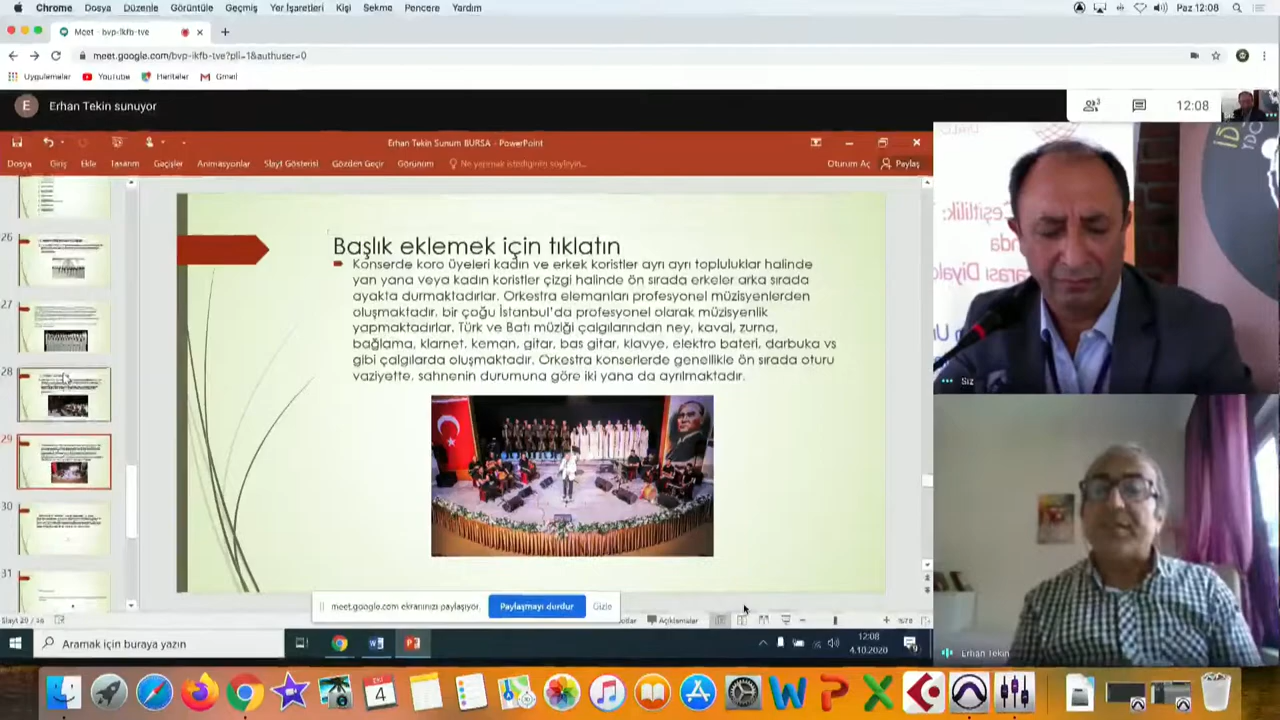 Chrome Dosya Düzenle Görüntüle Geçmiş Yer İşaretleri Kişi Sekme Pencere Yardım Paz 12:08
Meet - bvp-ikfb-tve
meet.google.com/bvp-ikfb-tve?pli=1&authuser=0
Uygulamalar YouTube Haritalar Gmail
E Erhan Tekin sunuyor
3 12:08
Erhan Tekin Sunum BURSA - PowerPoint
Dosya Giriş Ekle Tasarım Geçişler Animasyonlar Slayt Gösterisi Gözden Geçir Görünüm Ne yapmak istediğinizi söyleyin... Oturum Aç Paylaş
26
27
28
29
30
31
Başlık eklemek için tıklatın
Konserde koro üyeleri kadın ve erkek koristler ayrı ayrı topluluklar halinde
yan yana veya kadın koristler çizgi halinde ön sırada erkeler arka sırada
ayakta durmaktadırlar. Orkestra elemanları profesyonel müzisyenlerden
oluşmaktadır, bir çoğu İstanbul'da profesyonel olarak müzisyenlik
yapmaktadırlar. Türk ve Batı müziği çalgılarından ney, kaval, zurna,
bağlama, klarnet, keman, gitar, bas gitar, klavye, elektro bateri, darbuka vs
gibi çalgılarda oluşmaktadır. Orkestra konserlerde genellikle ön sırada oturu
vaziyette, sahnenin durumuna göre iki yana da ayrılmaktadır.
Siz
Erhan Tekin
meet.google.com ekranınızı paylaşıyor. Paylaşmayı durdur Gizle
Açıklamalar
Aramak için buraya yazın
12:08
4.10.2020
4